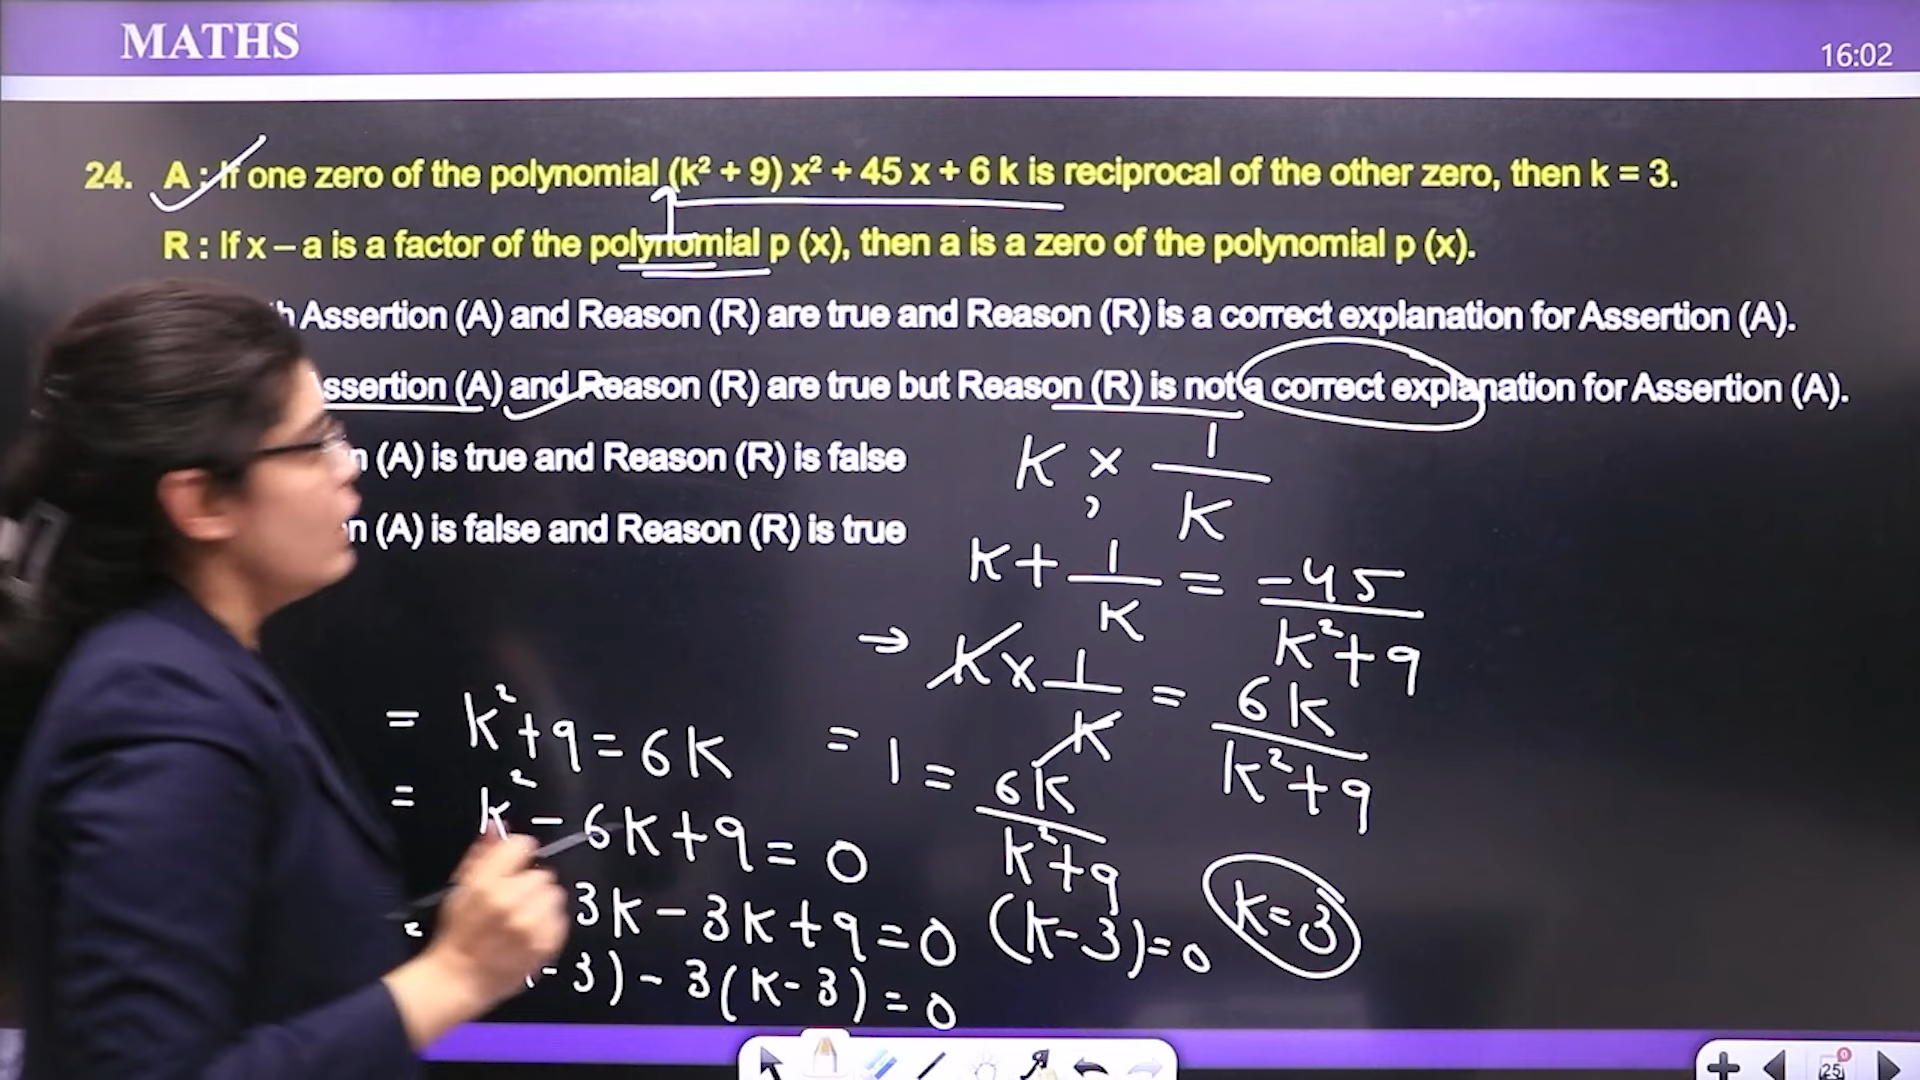 MATHS
16:02
24. A : If one zero of the polynomial (k² + 9) x² + 45 x + 6 k is reciprocal of the other zero, then k = 3.
R : If x – a is a factor of the polynomial p (x), then a is a zero of the polynomial p (x).
Assertion (A) and Reason (R) are true and Reason (R) is a correct explanation for Assertion (A).
Assertion (A) and Reason (R) are true but Reason (R) is not a correct explanation for Assertion (A).
(A) is true and Reason (R) is false
(A) is false and Reason (R) is true
K, × 1/K
K + 1/K = -45/K²+9
→ K × 1/K = 6K/K²+9
= 1 = 6K/K²+9
= K²+9 = 6K
= K² - 6K + 9 = 0
= 3K - 3K + 9 = 0
-3) - 3(K-3) = 0
(K-3) = 0
K=3
25
0